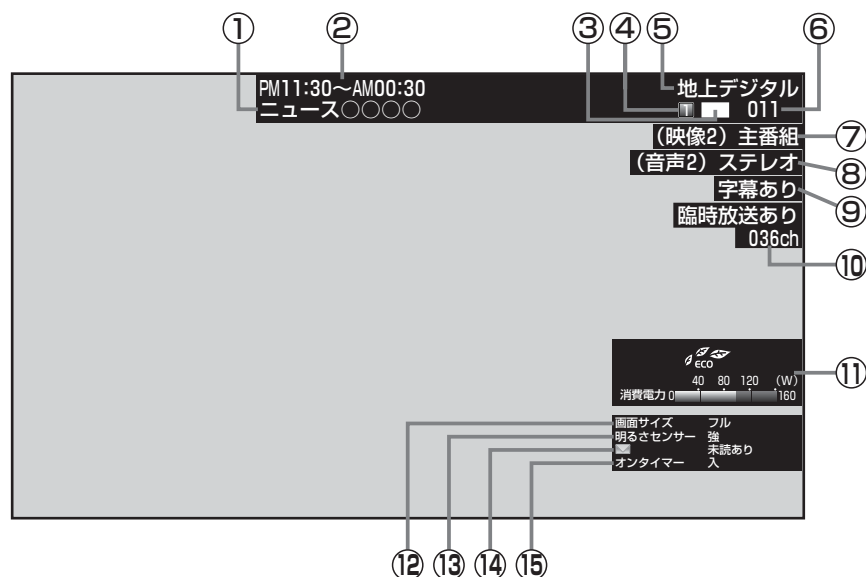 ① ② ③ ④ ⑤ ⑥
PM11:30～AM00:30
ニュース○○○○
地上デジタル
T 011
(映像2) 主番組 ⑦
(音声2) ステレオ ⑧
字幕あり ⑨
臨時放送あり
036ch ⑩
ECO
40 80 120 (W) ⑪
消費電力 0 160
画面サイズ フル
明るさセンサー 強
未読あり
オンタイマー 入
⑫ ⑬ ⑭ ⑮